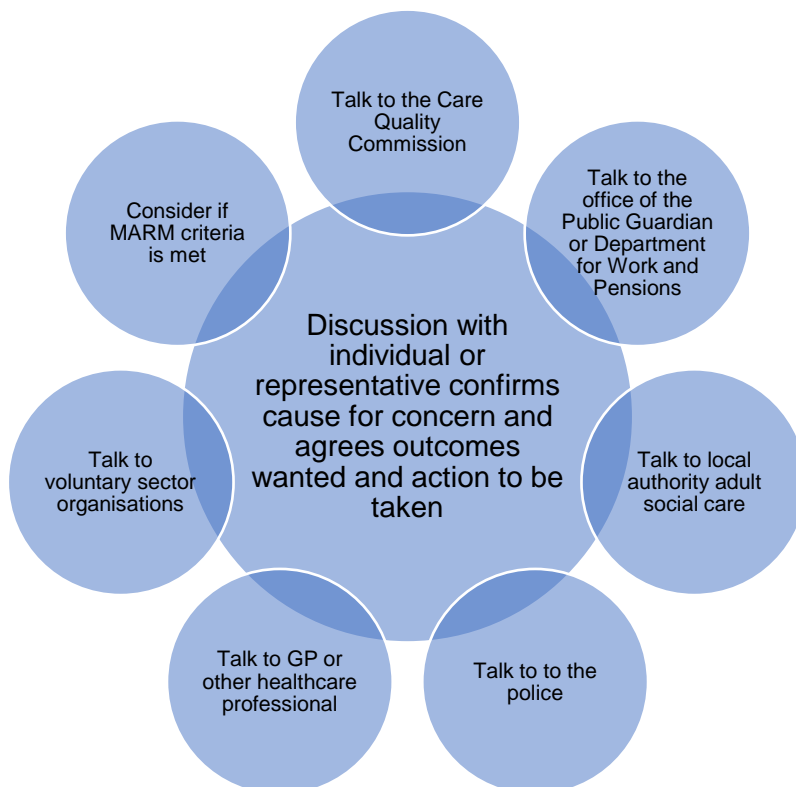 Talk to the Care
Quality
Commission
Talk to the
office of the
Public Guardian
or Department
for Work and
Pensions
Consider if
MARM criteria
is met
Discussion with
individual or
representative confirms
cause for concern and
agrees outcomes
wanted and action to be
taken
Talk to
voluntary sector
organisations
Talk to local
authority adult
social care
Talk to GP or
other healthcare
professional
Talk to to the
police